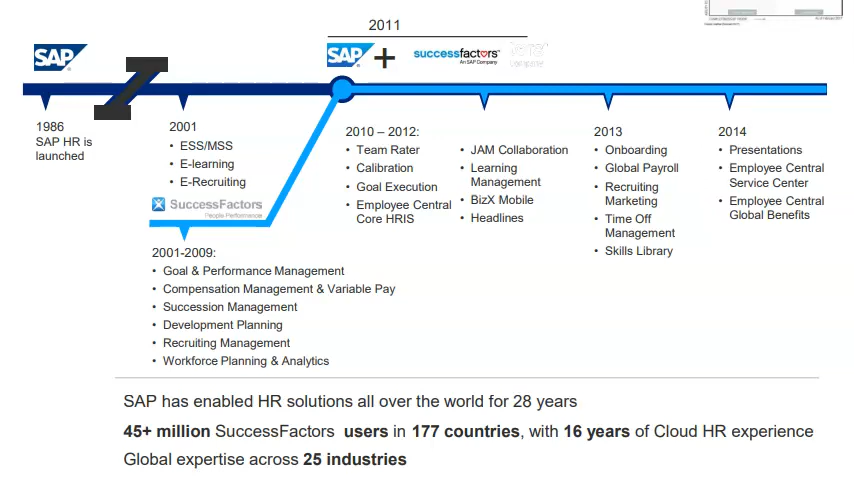 2011
SAP
SAP
+
successfactors
An SAP Company
1986
SAP HR is
launched
2001
• ESS/MSS
• E-learning
• E-Recruiting
SuccessFactors
People Performance
2001-2009:
• Goal & Performance Management
• Compensation Management & Variable Pay
• Succession Management
• Development Planning
• Recruiting Management
• Workforce Planning & Analytics
2010 – 2012:
• Team Rater
• Calibration
• Goal Execution
• Employee Central
Core HRIS
• JAM Collaboration
• Learning
Management
• BizX Mobile
• Headlines
2013
• Onboarding
• Global Payroll
• Recruiting
Marketing
• Time Off
Management
• Skills Library
2014
• Presentations
• Employee Central
Service Center
• Employee Central
Global Benefits
SAP has enabled HR solutions all over the world for 28 years
45+ million SuccessFactors users in 177 countries, with 16 years of Cloud HR experience
Global expertise across 25 industries